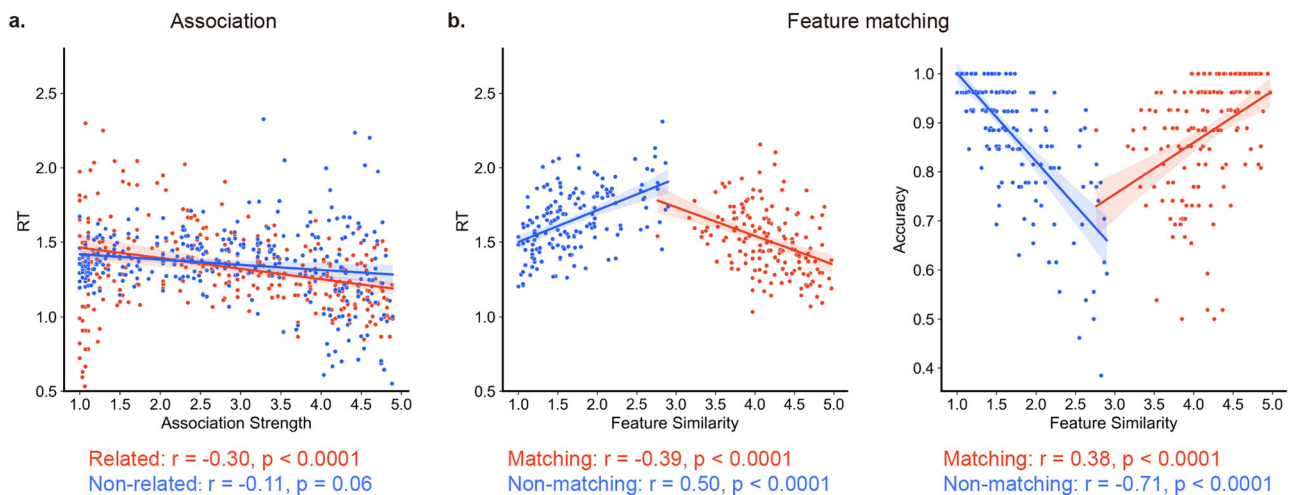 a.
Association
b.
Feature matching
2.5
2.0
1.5
1.0
0.5
RT
1.0 1.5 2.0 2.5 3.0 3.5 4.0 4.5 5.0
Association Strength
Related: r = -0.30, p < 0.0001
Non-related: r = -0.11, p = 0.06
2.5
2.0
1.5
1.0
0.5
RT
1.0 1.5 2.0 2.5 3.0 3.5 4.0 4.5 5.0
Feature Similarity
Matching: r = -0.39, p < 0.0001
Non-matching: r = 0.50, p < 0.0001
1.0
0.9
0.8
0.7
0.6
0.5
0.4
Accuracy
1.0 1.5 2.0 2.5 3.0 3.5 4.0 4.5 5.0
Feature Similarity
Matching: r = 0.38, p < 0.0001
Non-matching: r = -0.71, p < 0.0001